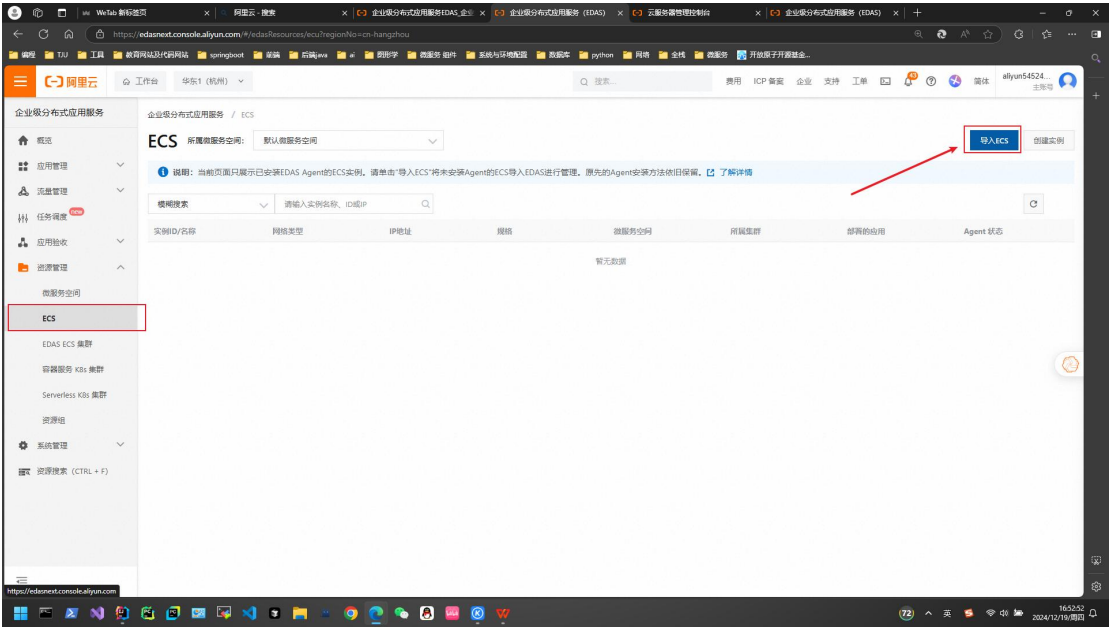 WeTab 新标签页
阿里云 - 搜索
企业级分布式应用服务EDAS_企业
企业级分布式应用服务 (EDAS)
云服务器管理控制台
企业级分布式应用服务 (EDAS)
https://edasnext.console.aliyun.com/#/edasResources/ecu?regionNo=cn-hangzhou
编程 TJU 工具 教育网站及代码网站 springboot 前端 后端java ai 图形学 微服务 组件 系统与环境配置 数据库 python 网络 全栈 微服务 开放原子开源基金...
阿里云 工作台 华东1 (杭州) 搜索... 费用 ICP 备案 企业 支持 工单 43 简体 aliyun54524...
主账号
企业级分布式应用服务
概览
应用管理
流量管理
任务调度 new
应用验收
资源管理
微服务空间
ECS
EDAS ECS 集群
容器服务 K8s 集群
Serverless K8s 集群
资源组
系统管理
资源搜索 (CTRL + F)
企业级分布式应用服务 / ECS
ECS 所属微服务空间: 默认微服务空间 导入ECS 创建实例
说明: 当前页面只展示已安装EDAS Agent的ECS实例。请单击"导入ECS"将未安装Agent的ECS导入EDAS进行管理。原先的Agent安装方法依旧保留。 了解详情
模糊搜索 请输入实例名称、ID或IP
实例ID/名称 网络类型 IP地址 规格 微服务空间 所属集群 部署的应用 Agent 状态
暂无数据
https://edasnext.console.aliyun.com
72 英 16:52:52
2024/12/19/周四